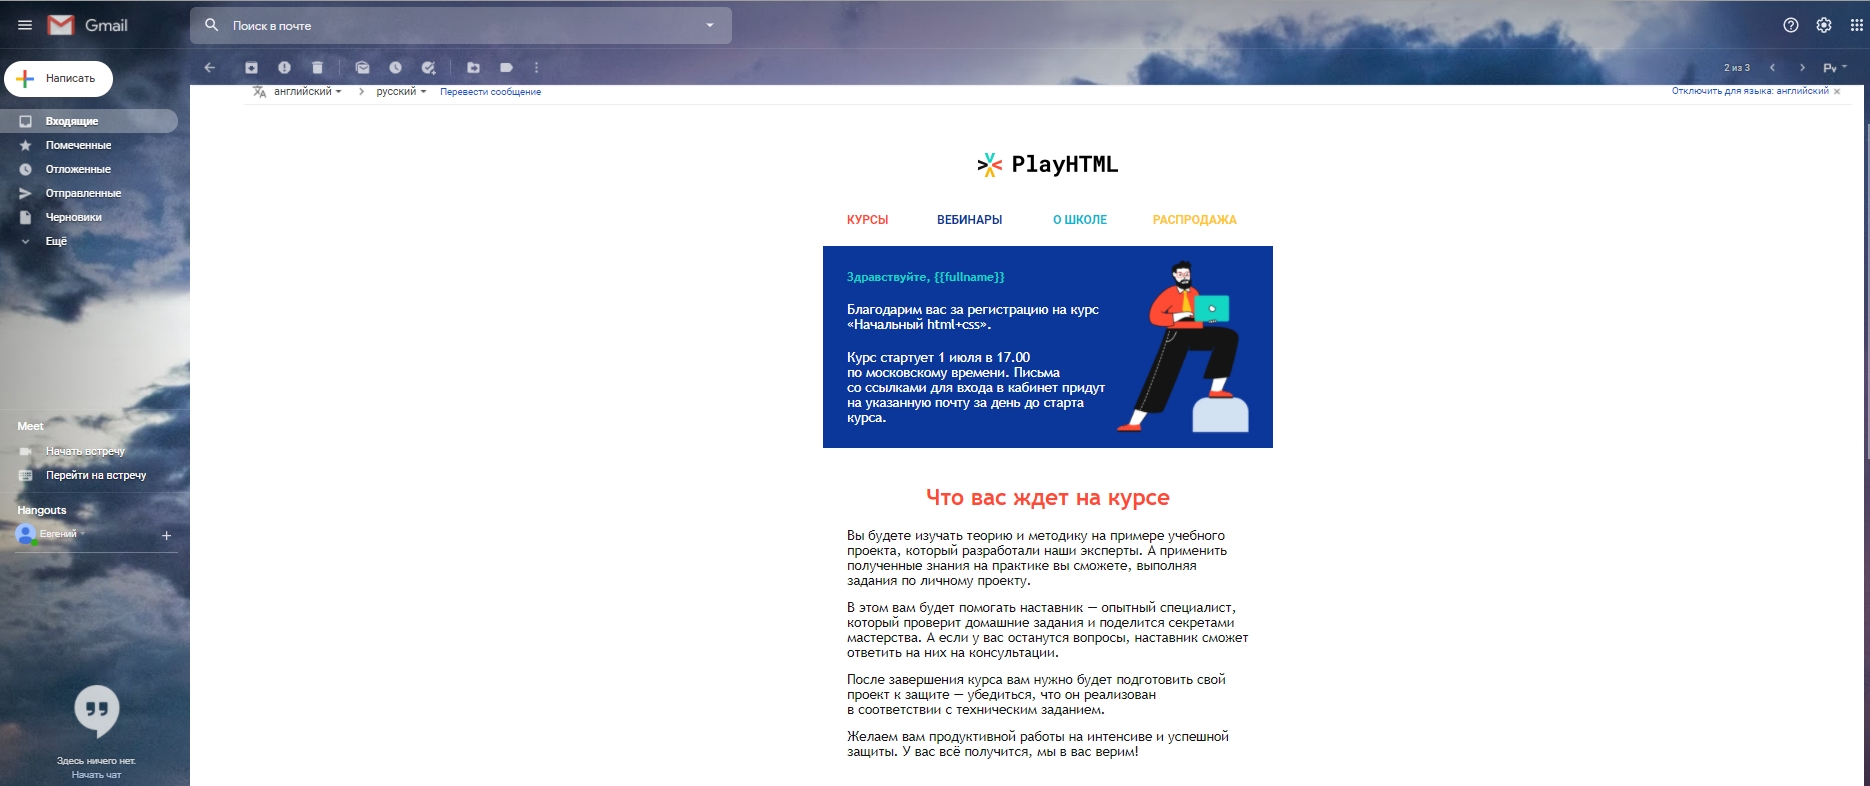 Gmail
Поиск в почте
2 из 3
Ру
Написать
английский
русский
Перевести сообщение
Отключить для языка: английский
Входящие
Помеченные
Отложенные
Отправленные
Черновики
Ещё
Meet
Начать встречу
Перейти на встречу
Hangouts
Евгений
Здесь ничего нет.
Начать чат
PlayHTML
КУРСЫ ВЕБИНАРЫ О ШКОЛЕ РАСПРОДАЖА
Здравствуйте, {{fullname}}
Благодарим вас за регистрацию на курс
«Начальный html+css».
Курс стартует 1 июля в 17.00
по московскому времени. Письма
со ссылками для входа в кабинет придут
на указанную почту за день до старта
курса.
Что вас ждет на курсе
Вы будете изучать теорию и методику на примере учебного
проекта, который разработали наши эксперты. А применить
полученные знания на практике вы сможете, выполняя
задания по личному проекту.
В этом вам будет помогать наставник — опытный специалист,
который проверит домашние задания и поделится секретами
мастерства. А если у вас останутся вопросы, наставник сможет
ответить на них на консультации.
После завершения курса вам нужно будет подготовить свой
проект к защите — убедиться, что он реализован
в соответствии с техническим заданием.
Желаем вам продуктивной работы на интенсиве и успешной
защиты. У вас всё получится, мы в вас верим!